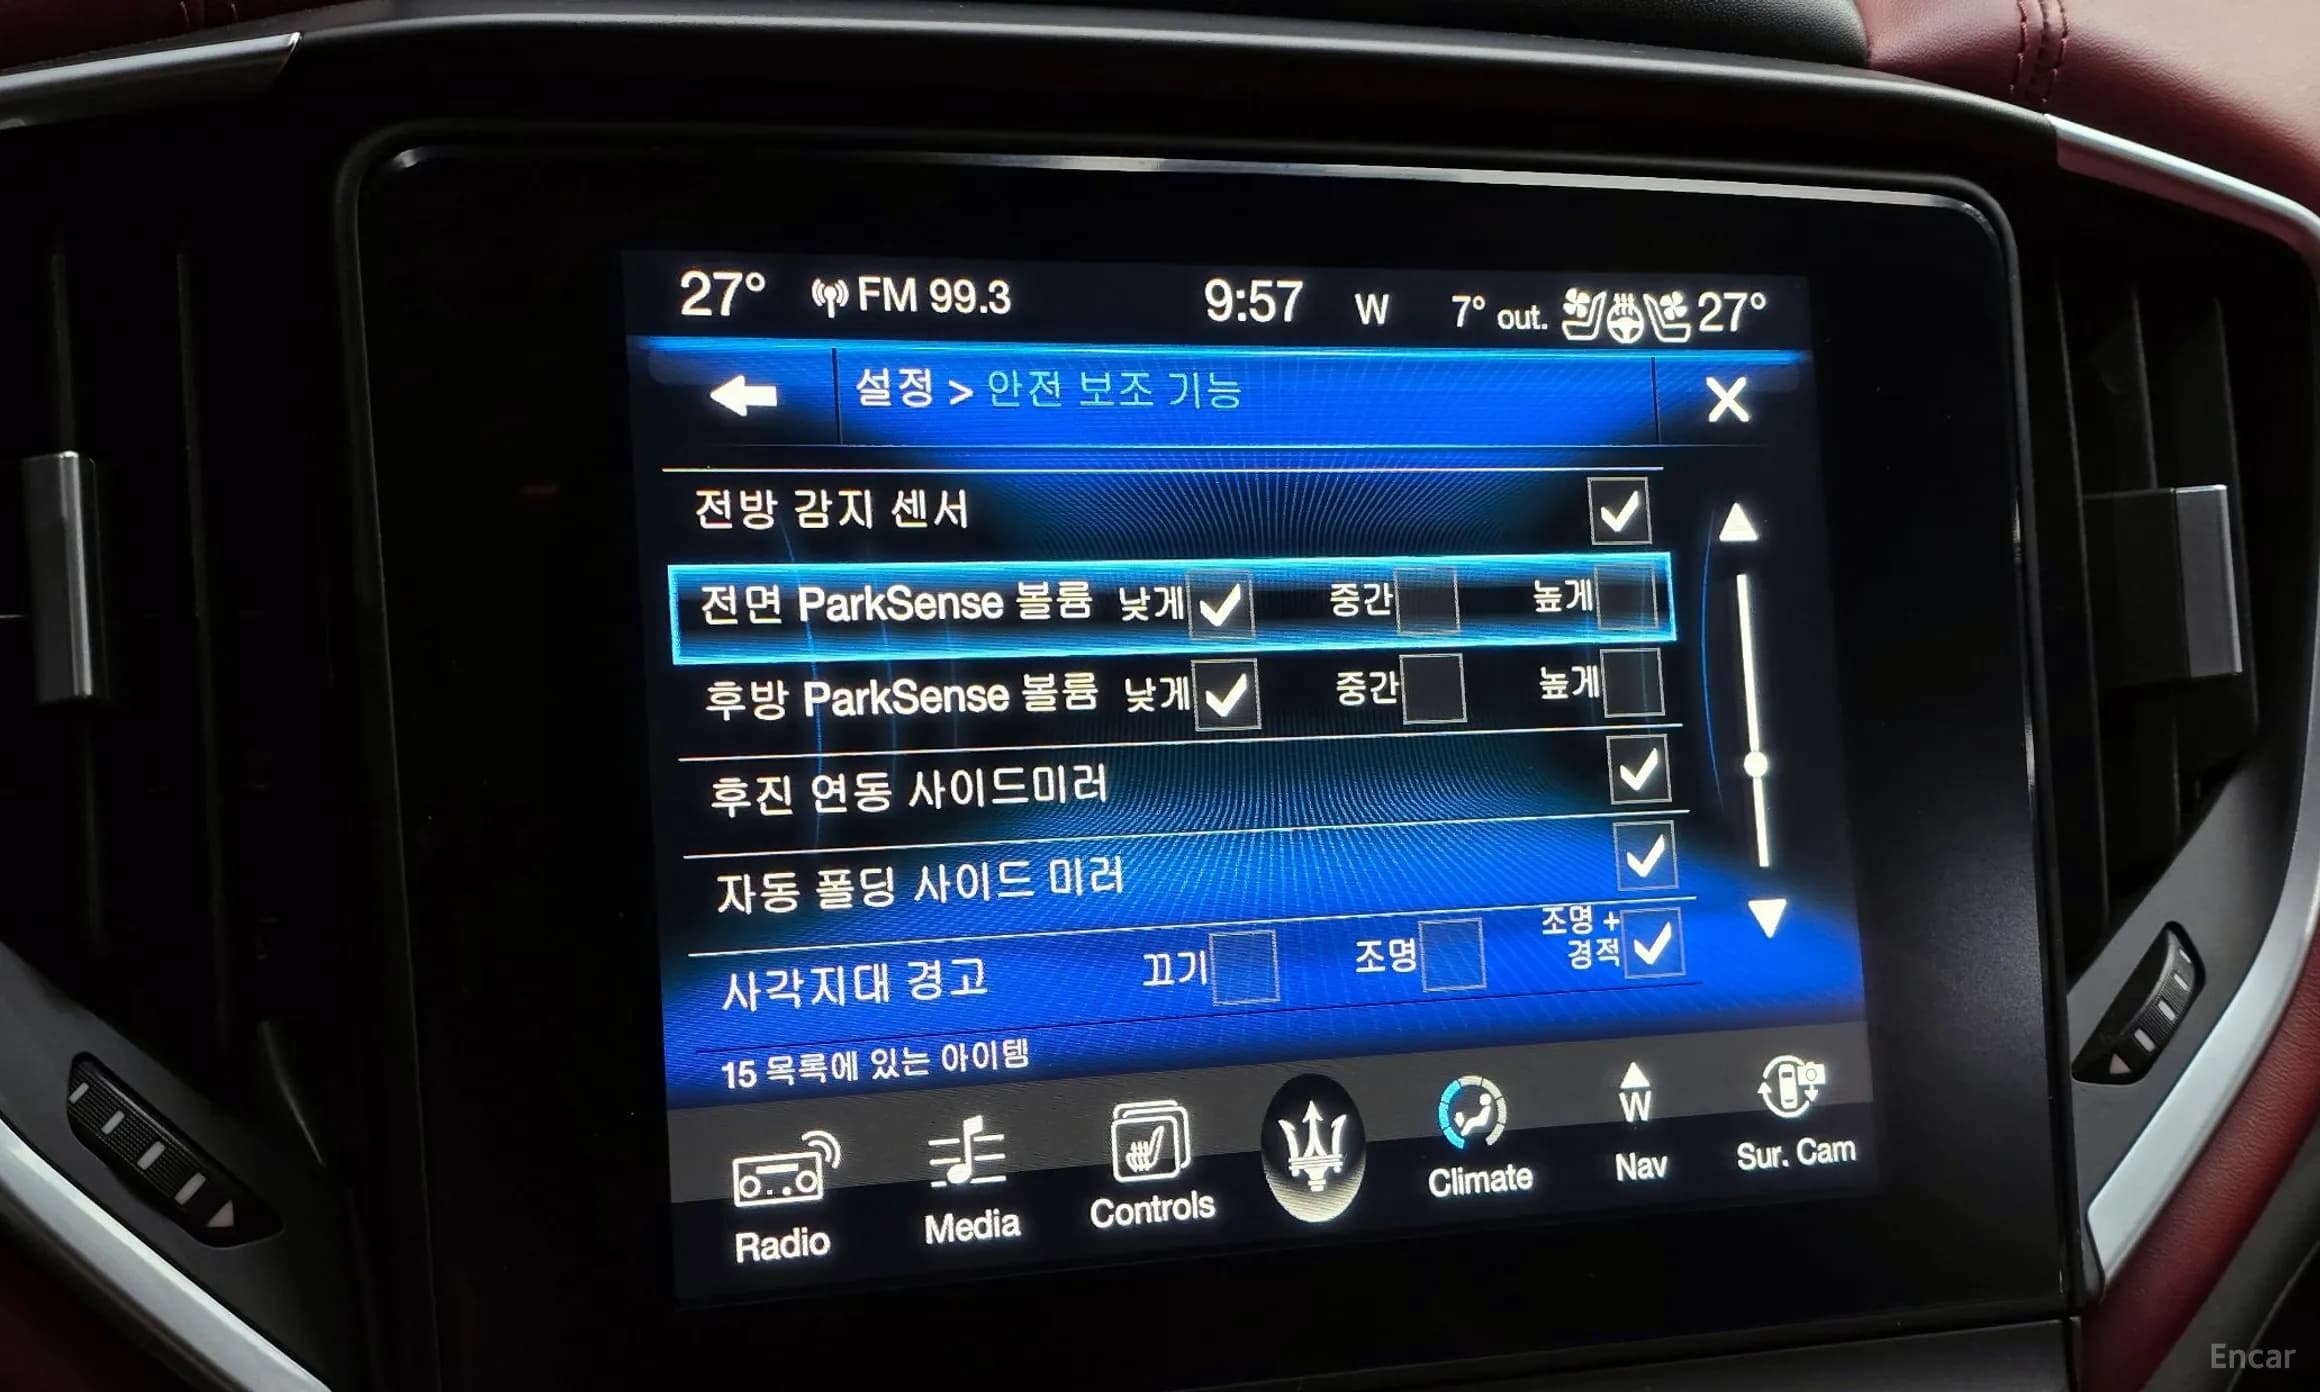 27° FM 99.3 9:57 W 7° out. 27°
설정 > 안전 보조 기능
전방 감지 센서
전면 ParkSense 볼륨 낮게 중간 높게
후방 ParkSense 볼륨 낮게 중간 높게
후진 연동 사이드미러
자동 폴딩 사이드 미러
사각지대 경고 끄기 조명 조명 +
경적
15 목록에 있는 아이템
W
Radio Media Controls Climate Nav Sur. Cam
Encar